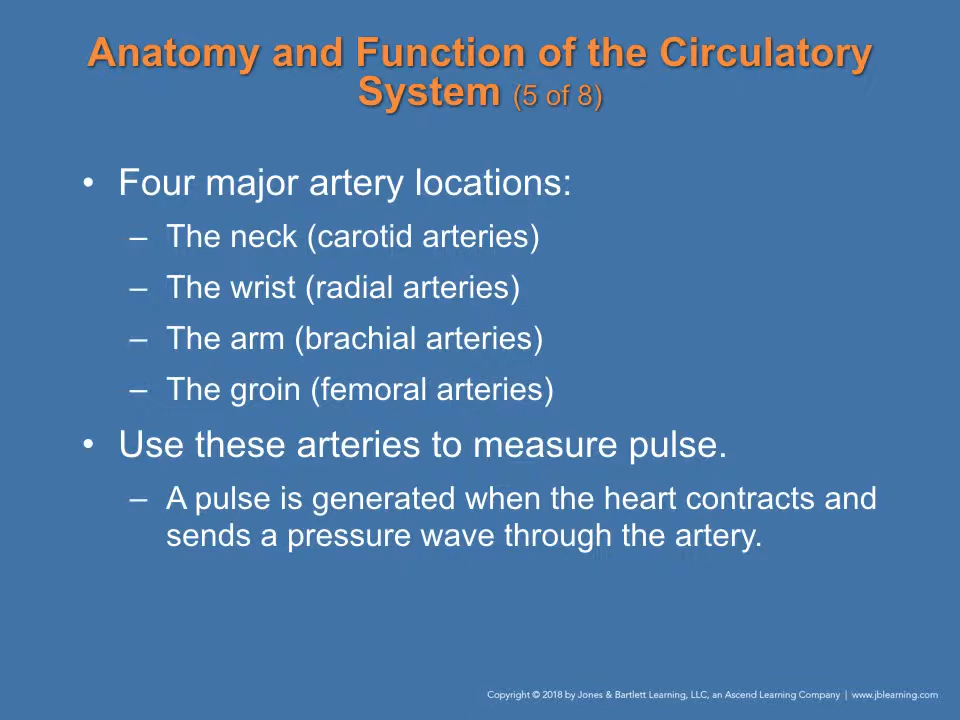 Anatomy and Function of the Circulatory
System (5 of 8)
• Four major artery locations:
– The neck (carotid arteries)
– The wrist (radial arteries)
– The arm (brachial arteries)
– The groin (femoral arteries)
• Use these arteries to measure pulse.
– A pulse is generated when the heart contracts and
sends a pressure wave through the artery.
Copyright © 2018 by Jones & Bartlett Learning, LLC, an Ascend Learning Company | www.jblearning.com